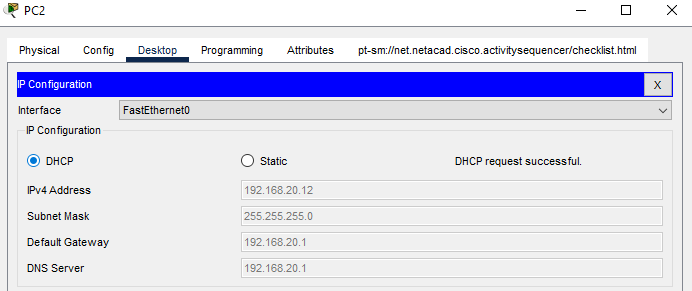 PC2
Physical Config Desktop Programming Attributes pt-sm://net.netacad.cisco.activitysequencer/checklist.html
IP Configuration X
Interface FastEthernet0
IP Configuration
DHCP Static DHCP request successful.
IPv4 Address 192.168.20.12
Subnet Mask 255.255.255.0
Default Gateway 192.168.20.1
DNS Server 192.168.20.1